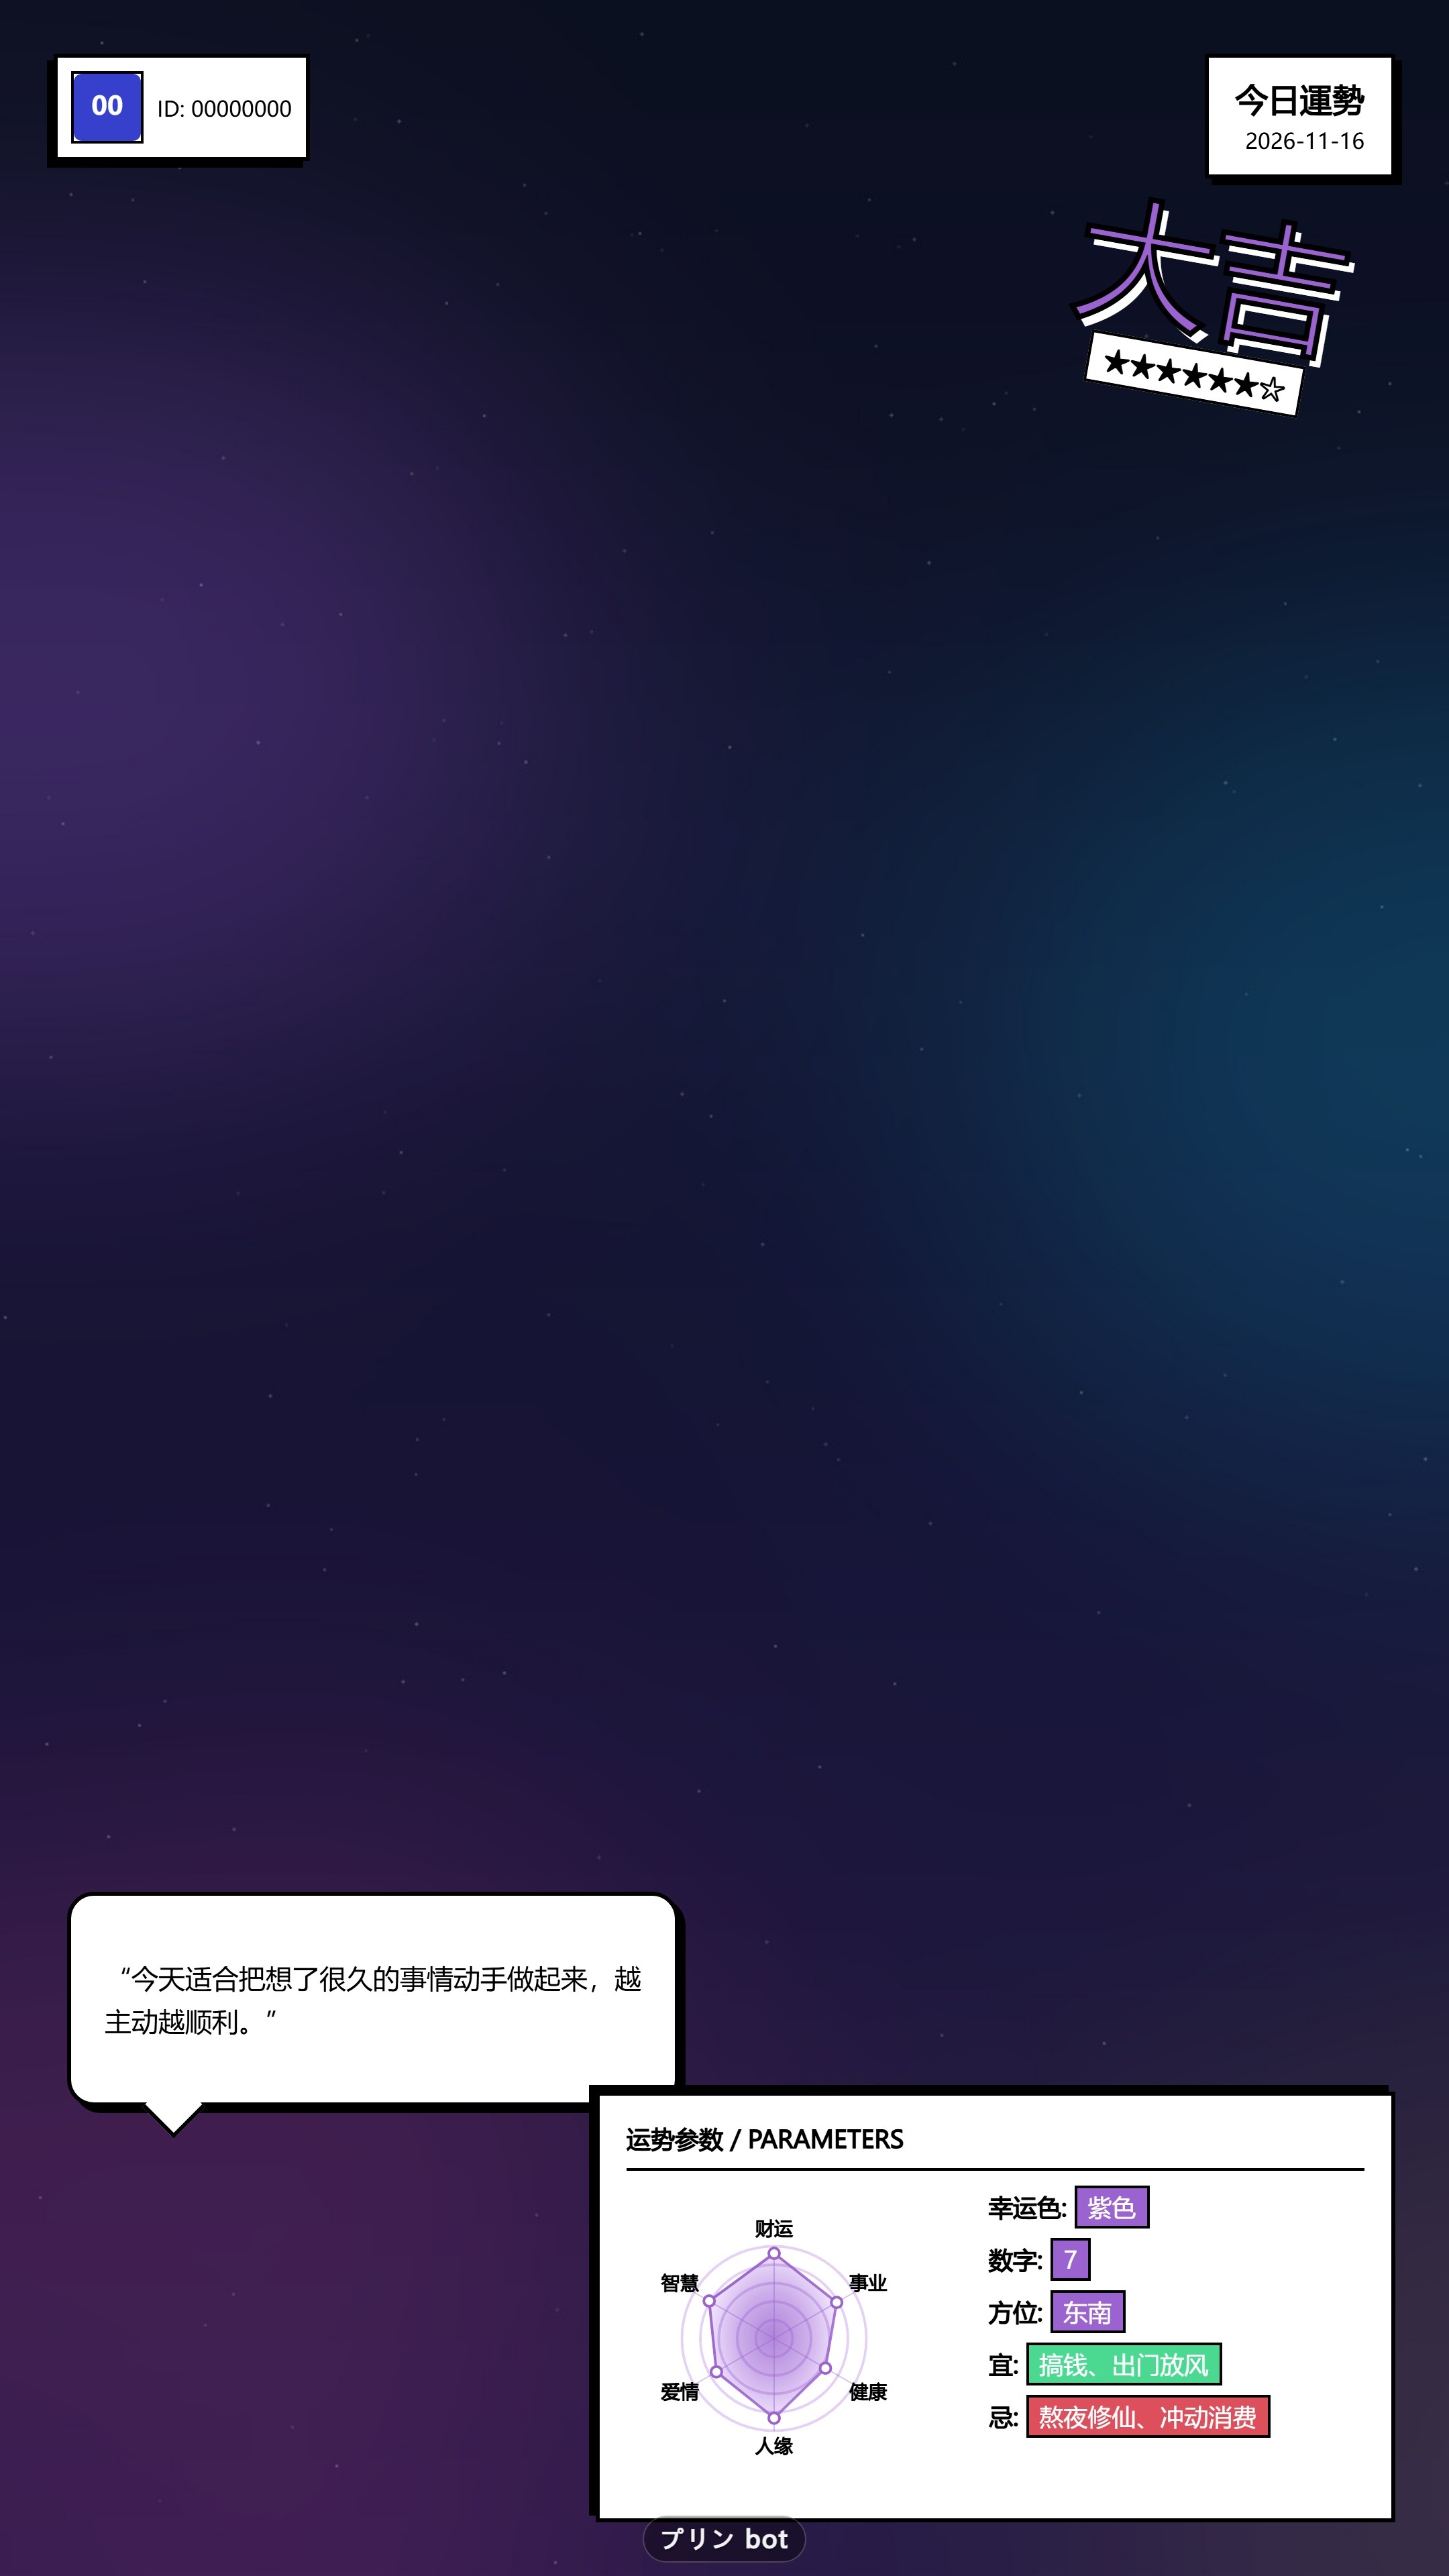 00
ID: 00000000
今日運勢
2026-11-16
大吉
★★★★★★☆
“今天适合把想了很久的事情动手做起来，越
主动越顺利。”
运势参数 / PARAMETERS
财运
智慧
事业
爱情
健康
人缘
幸运色: 紫色
数字: 7
方位: 东南
宜: 搞钱、出门放风
忌: 熬夜修仙、冲动消费
プリン bot